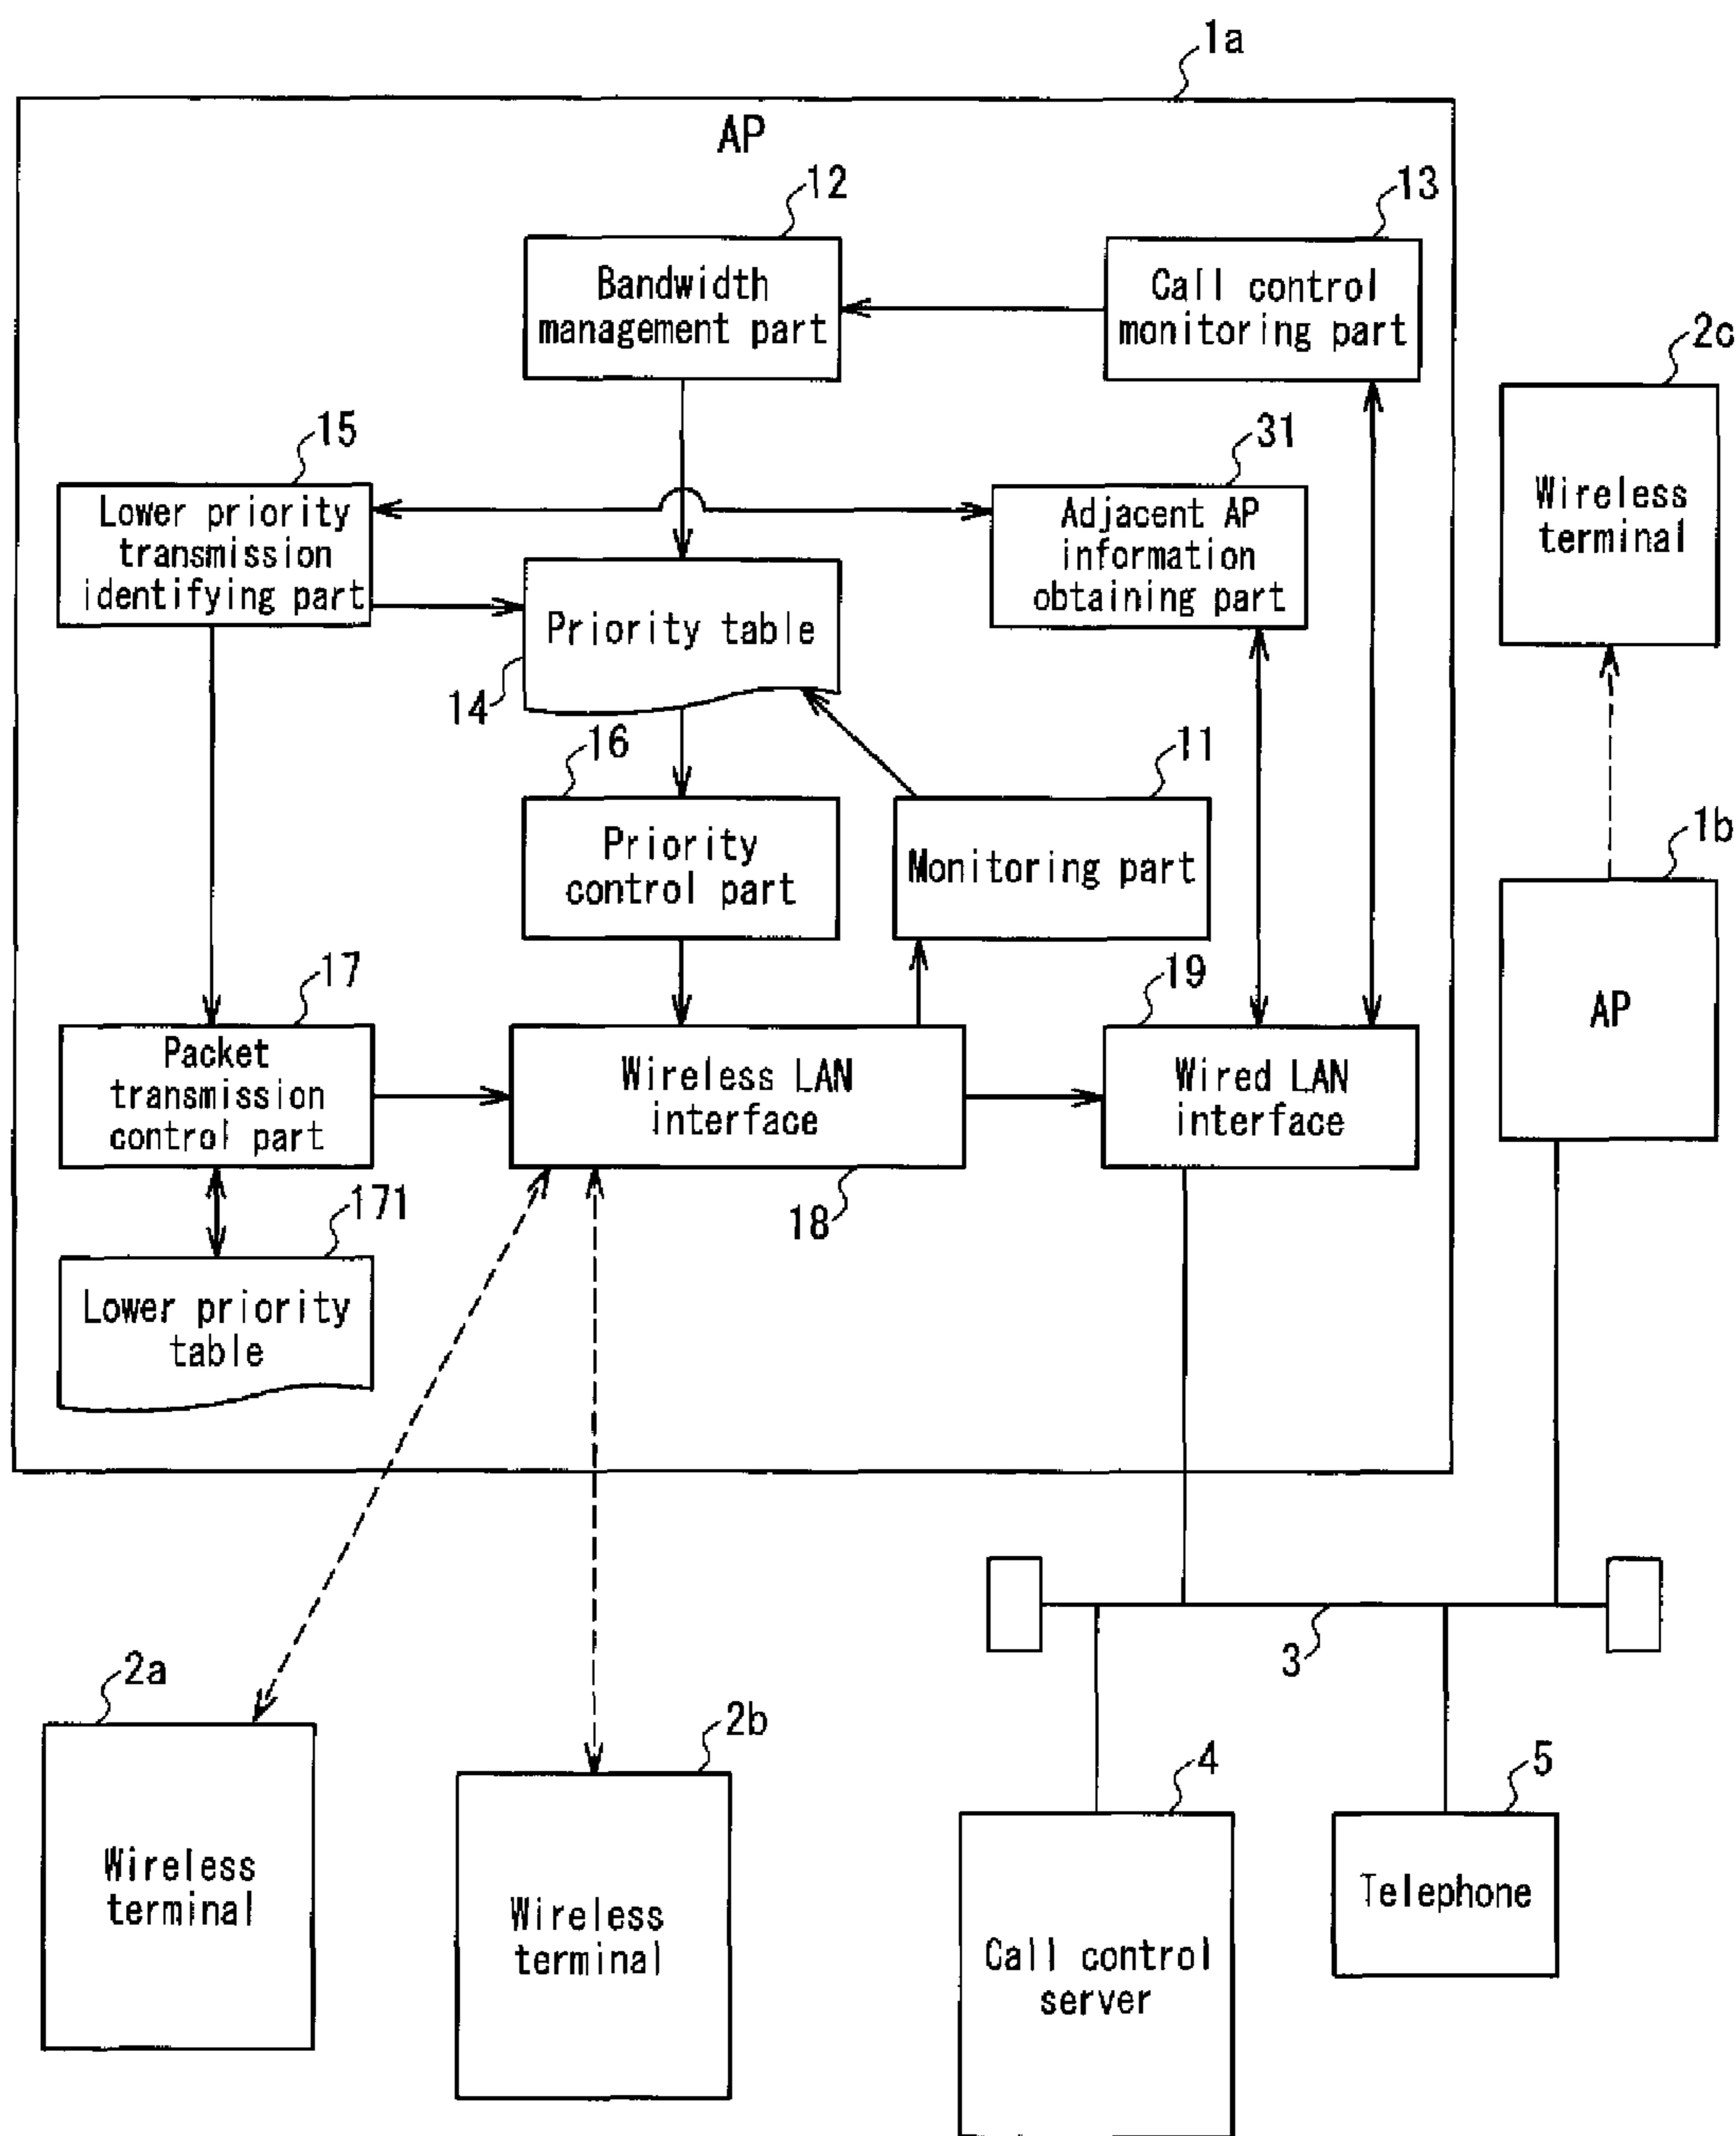 1a
AP
12
13
Bandwidth
management part
Call control
monitoring part
2c
Wireless
terminal
15
31
Lower priority
transmission
identifying part
Adjacent AP
information
obtaining part
Priority table
14
16
11
1b
Priority
control part
Monitoring part
AP
17
19
Packet
transmission
control part
Wireless LAN
interface
Wired LAN
interface
171
18
Lower priority
table
3
2a
2b
4
5
Wireless
terminal
Wireless
terminal
Call control
server
Telephone